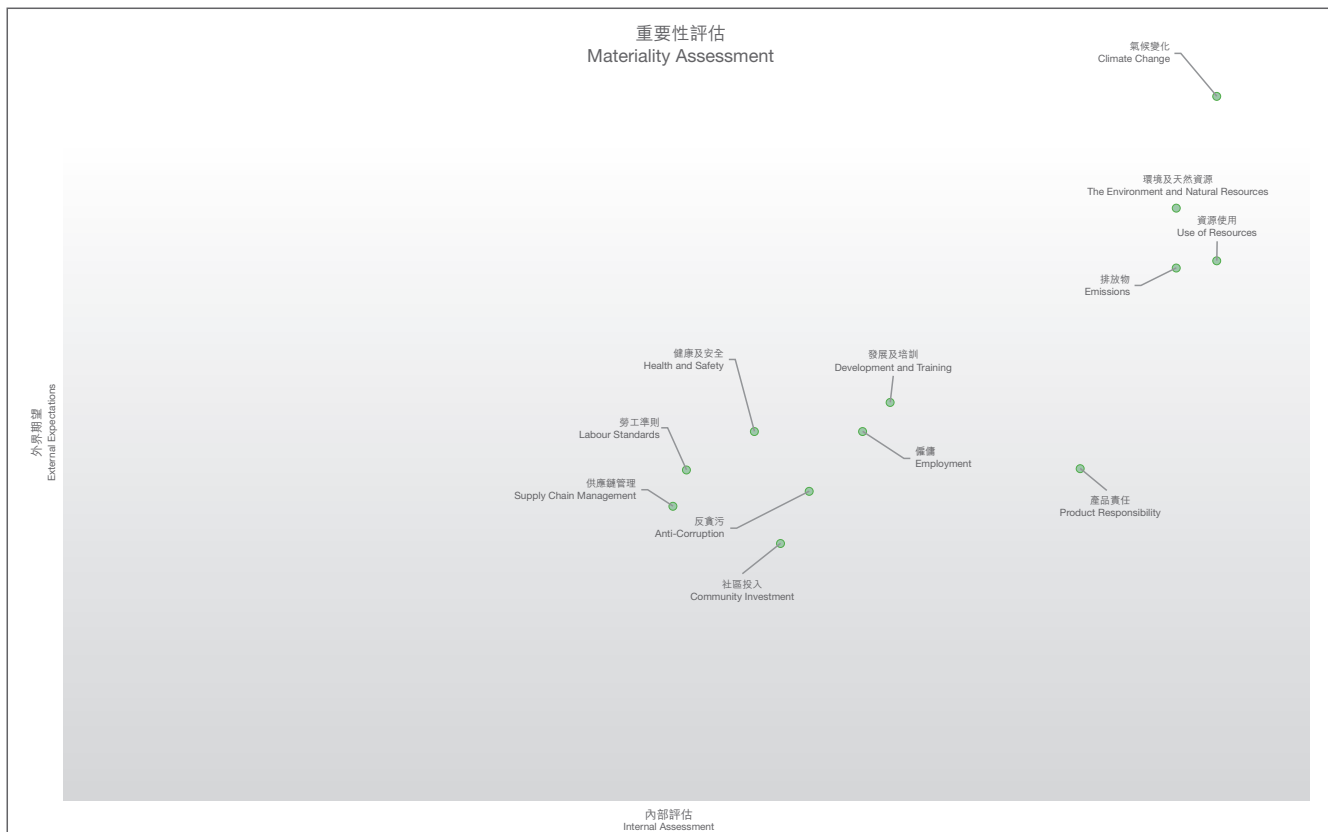 重要性評估
Materiality Assessment
氣候變化
Climate Change
環境及天然資源
The Environment and Natural Resources
資源使用
Use of Resources
排放物
Emissions
健康及安全
Health and Safety
發展及培訓
Development and Training
勞工準則
Labour Standards
僱傭
Employment
供應鏈管理
Supply Chain Management
反貪污
Anti-Corruption
產品責任
Product Responsibility
社區投入
Community Investment
外界期望
External Expectations
內部評估
Internal Assessment